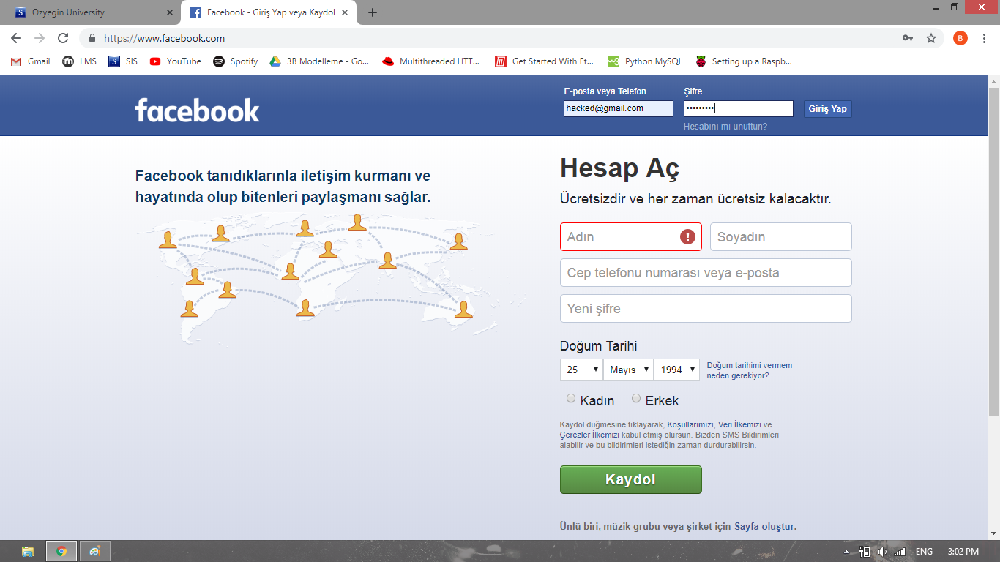 Ozyegin University
Facebook - Giriş Yap veya Kaydol
https://www.facebook.com
B
Gmail
LMS
SIS
YouTube
Spotify
3B Modelleme - Go...
Multithreaded HTT...
Get Started With Et...
Python MySQL
Setting up a Raspb...
facebook
E-posta veya Telefon
Şifre
hacked@gmail.com
•••••••••
Giriş Yap
Hesabını mı unuttun?
Facebook tanıdıklarınla iletişim kurmanı ve
hayatında olup bitenleri paylaşmanı sağlar.
Hesap Aç
Ücretsizdir ve her zaman ücretsiz kalacaktır.
Adın
Soyadın
Cep telefonu numarası veya e-posta
Yeni şifre
Doğum Tarihi
25
Mayıs
1994
Doğum tarihimi vermem
neden gerekiyor?
Kadın
Erkek
Kaydol düğmesine tıklayarak, Koşullarımızı, Veri İlkemizi ve
Çerezler İlkemizi kabul etmiş olursun. Bizden SMS Bildirimleri
alabilir ve bu bildirimleri istediğin zaman durdurabilirsin.
Kaydol
Ünlü biri, müzik grubu veya şirket için Sayfa oluştur.
ENG
3:02 PM